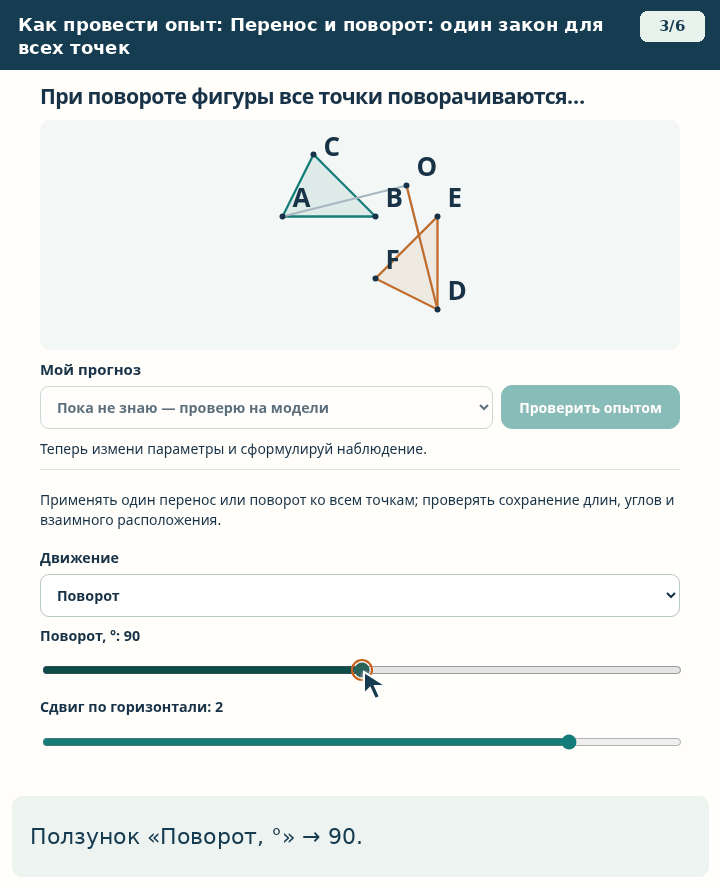 Как провести опыт: Перенос и поворот: один закон для
всех точек
3/6
При повороте фигуры все точки поворачиваются…
C
O
A
B
E
F
D
Мой прогноз
Пока не знаю — проверю на модели
Проверить опытом
Теперь измени параметры и сформулируй наблюдение.
Применять один перенос или поворот ко всем точкам; проверять сохранение длин, углов и
взаимного расположения.
Движение
Поворот
Поворот, °: 90
Сдвиг по горизонтали: 2
Ползунок «Поворот, °» → 90.